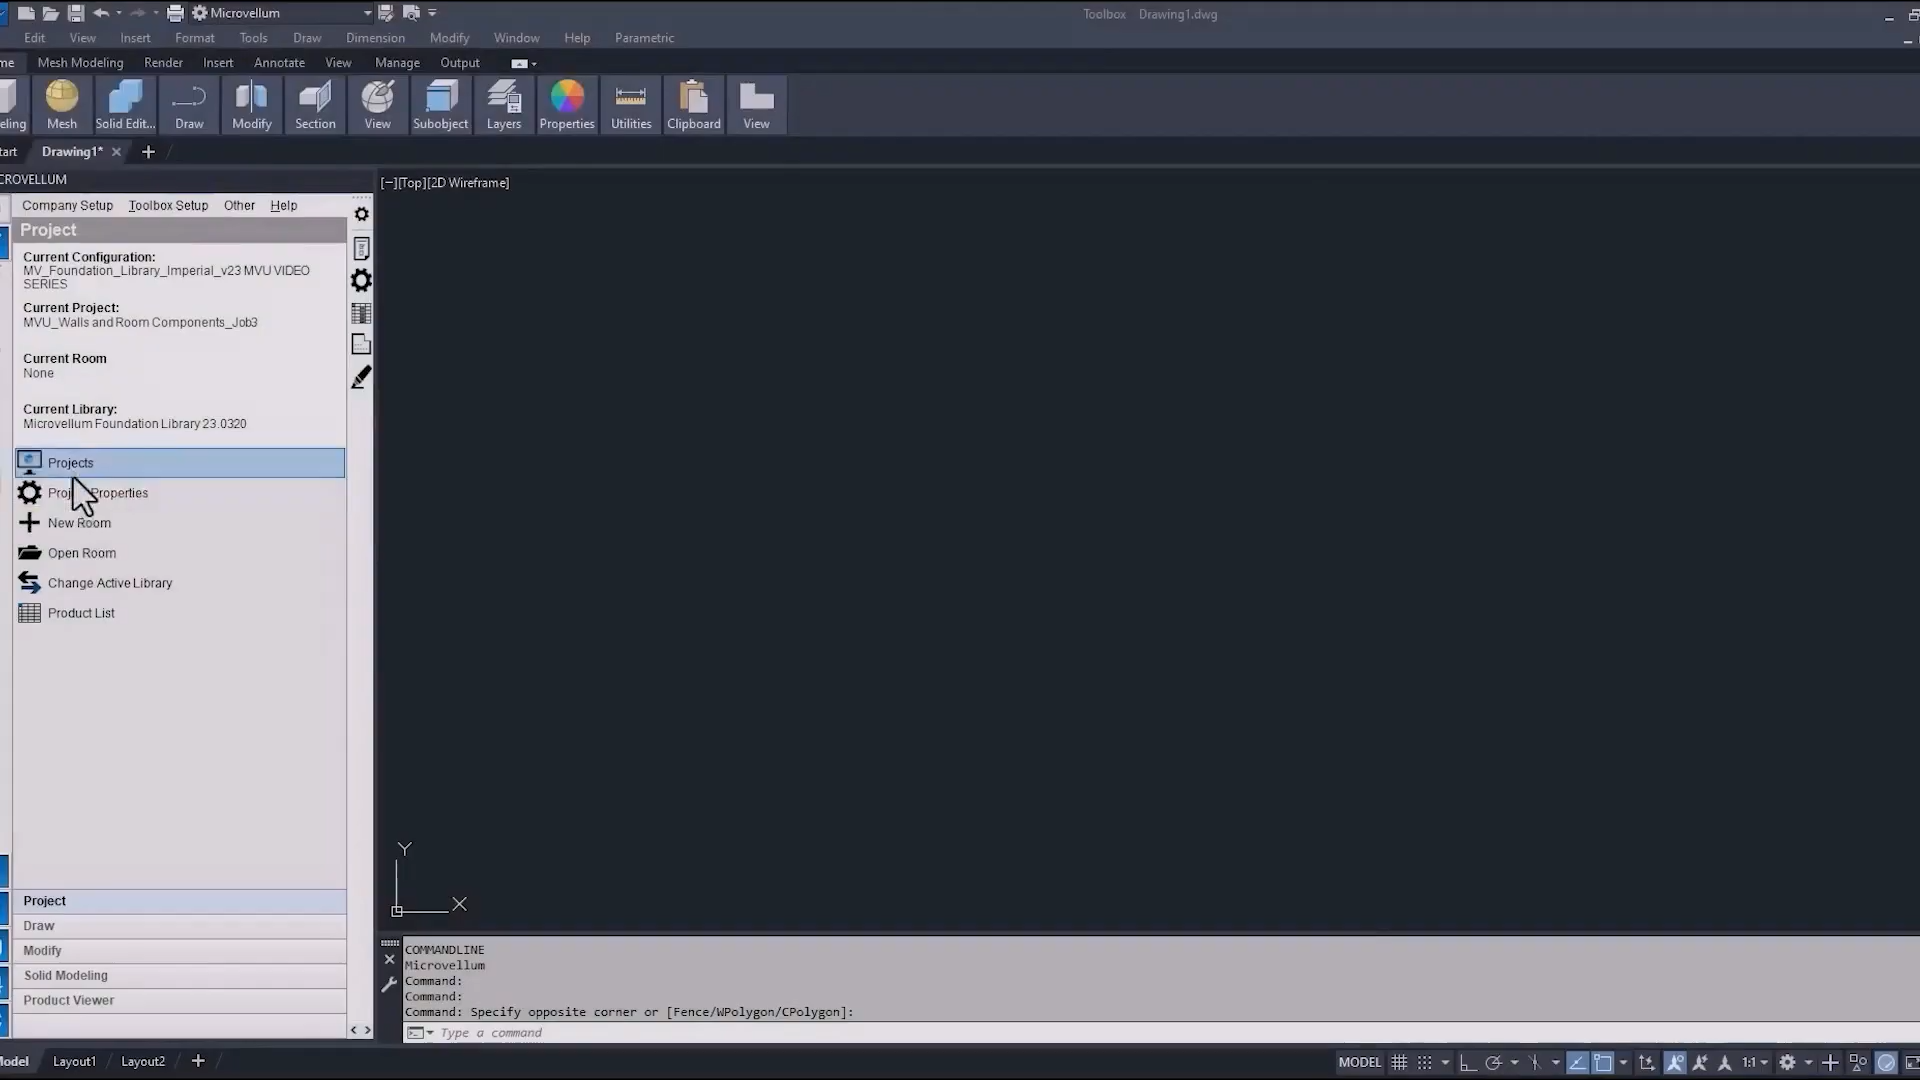 Microvellum
Toolbox Drawing1.dwg
Edit View Insert Format Tools Draw Dimension Modify Window Help Parametric
me Mesh Modeling Render Insert Annotate View Manage Output
eling Mesh Solid Edit... Draw Modify Section View Subobject Layers Properties Utilities Clipboard View
tart Drawing1*
CROVELLUM
[−][Top][2D Wireframe]
Company Setup Toolbox Setup Other Help
Project
Current Configuration:
MV_Foundation_Library_Imperial_v23 MVU VIDEO
SERIES
Current Project:
MVU_Walls and Room Components_Job3
Current Room
None
Current Library:
Microvellum Foundation Library 23.0320
Projects
Proj Properties
New Room
Open Room
Change Active Library
Product List
Y
X
Project
Draw
Modify
Solid Modeling
Product Viewer
COMMANDLINE
Microvellum
Command:
Command:
Command: Specify opposite corner or [Fence/WPolygon/CPolygon]:
Type a command
Model Layout1 Layout2
MODEL 1:1